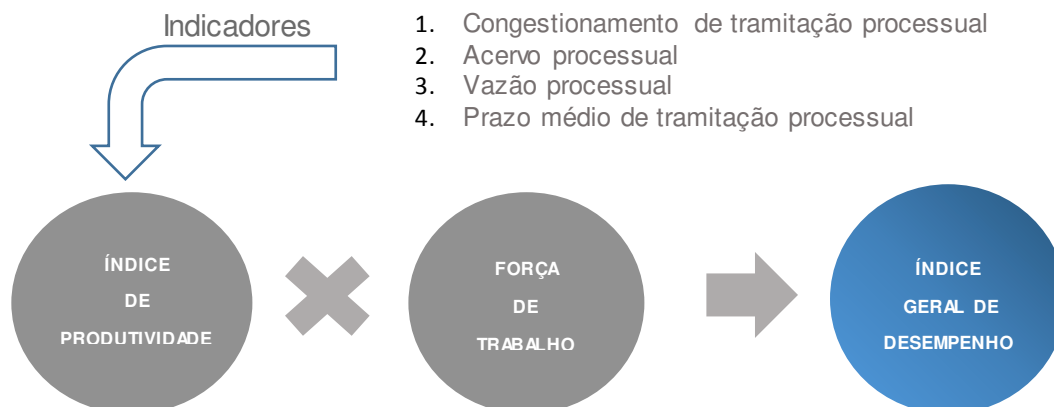 Indicadores
1. Congestionamento de tramitação processual
2. Acervo processual
3. Vazão processual
4. Prazo médio de tramitação processual
ÍNDICE
DE
PRODUTIVIDADE
FORÇA
DE
TRABALHO
ÍNDICE
GERAL DE
DESEMPENHO